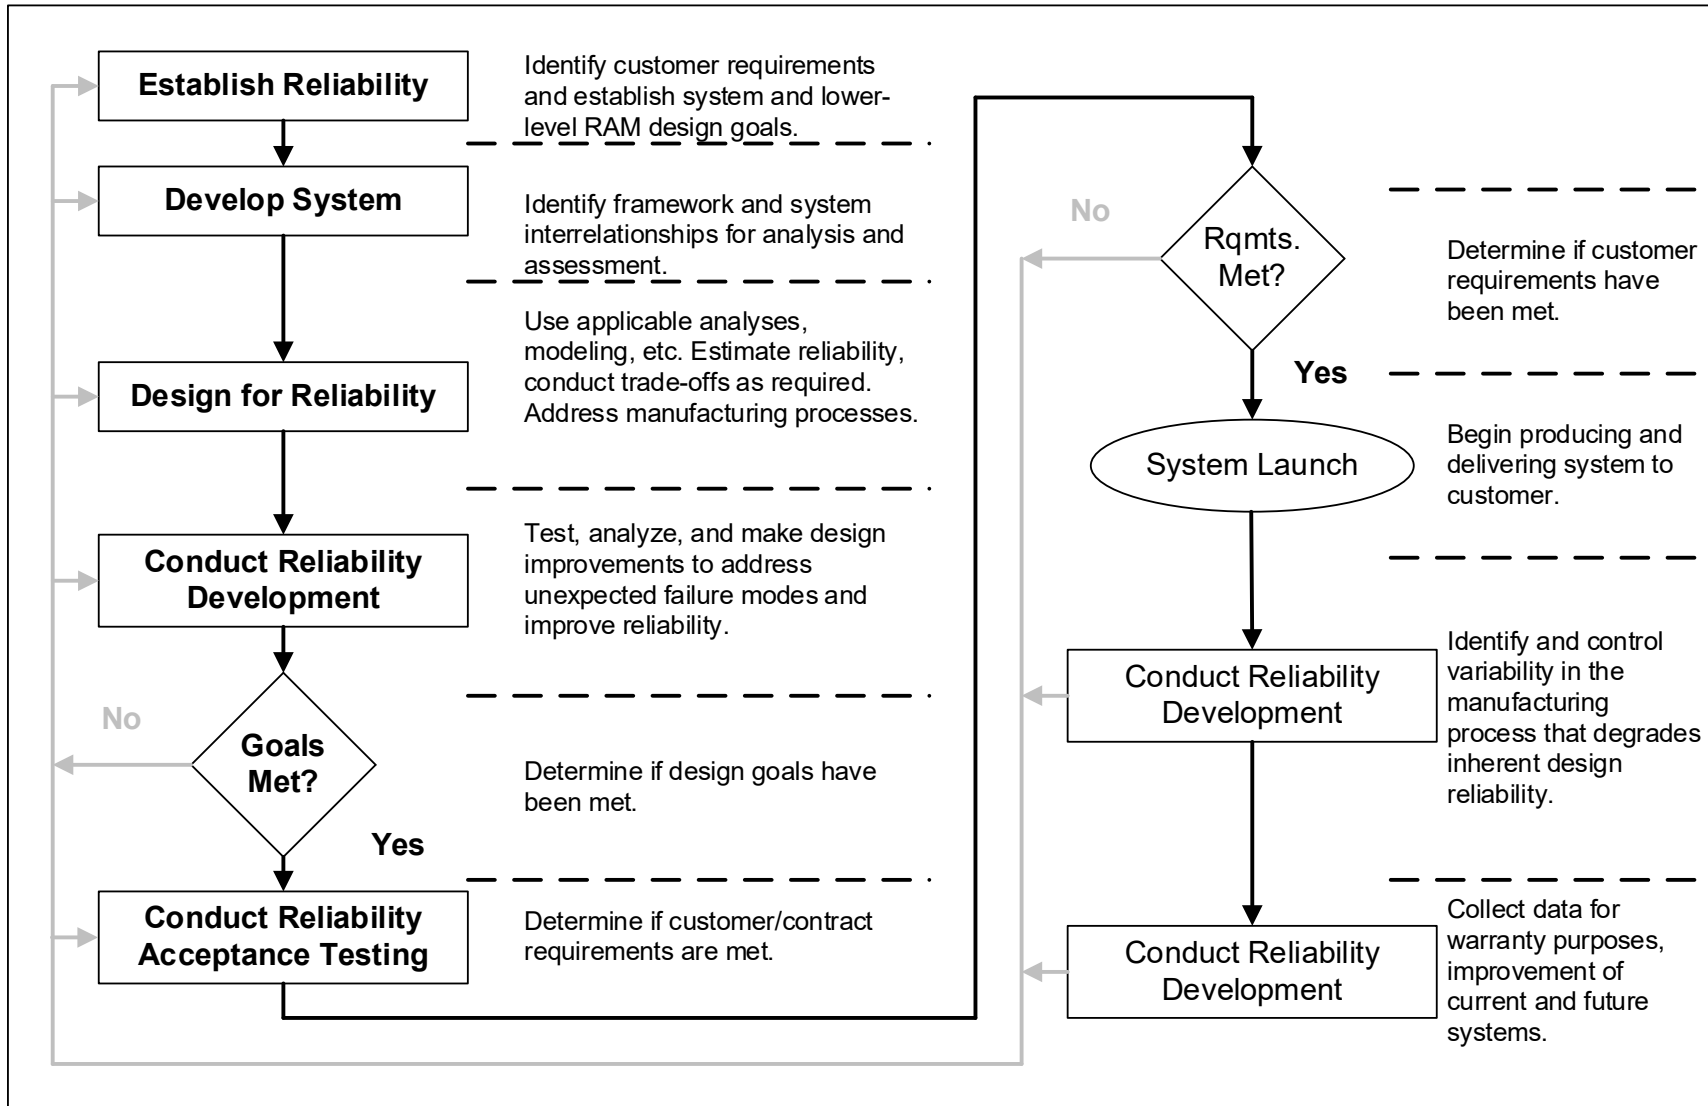 Establish Reliability
Identify customer requirements
and establish system and lower-
level RAM design goals.
Develop System
Identify framework and system
interrelationships for analysis and
assessment.
Design for Reliability
Use applicable analyses,
modeling, etc. Estimate reliability,
conduct trade-offs as required.
Address manufacturing processes.
Conduct Reliability
Development
Test, analyze, and make design
improvements to address
unexpected failure modes and
improve reliability.
No
Goals
Met?
Determine if design goals have
been met.
Yes
Conduct Reliability
Acceptance Testing
Determine if customer/contract
requirements are met.
No
Rqmts.
Met?
Determine if customer
requirements have
been met.
Yes
System Launch
Begin producing and
delivering system to
customer.
Conduct Reliability
Development
Identify and control
variability in the
manufacturing
process that degrades
inherent design
reliability.
Conduct Reliability
Development
Collect data for
warranty purposes,
improvement of
current and future
systems.